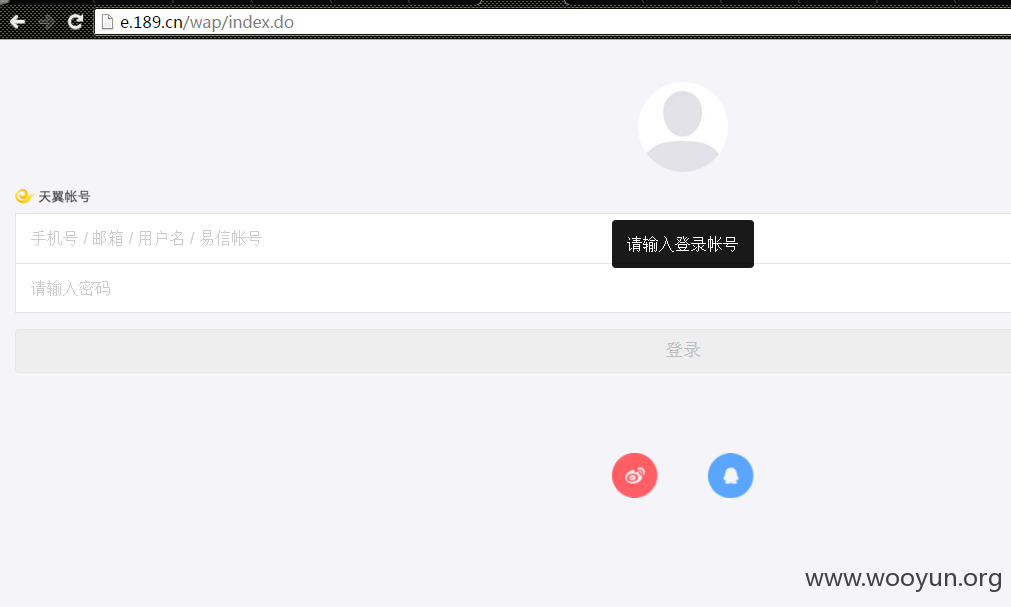 e.189.cn/wap/index.do
天翼帐号
手机号 / 邮箱 / 用户名 / 易信帐号
请输入登录帐号
请输入密码
登录
www.wooyun.org